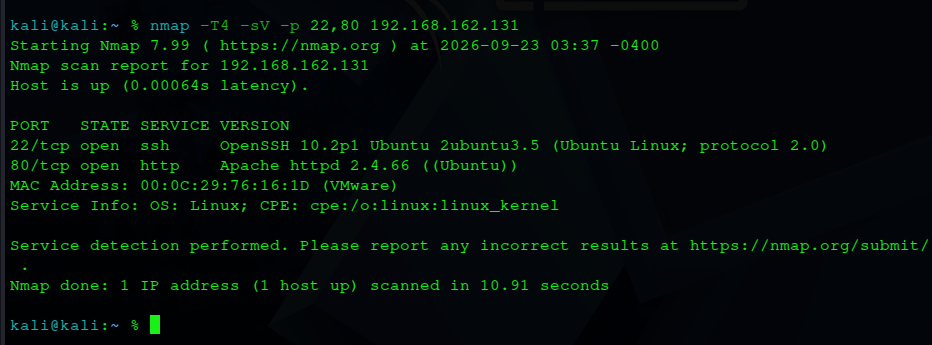 kali@kali:~ % nmap -T4 -sV -p 22,80 192.168.162.131
Starting Nmap 7.99 ( https://nmap.org ) at 2026-09-23 03:37 -0400
Nmap scan report for 192.168.162.131
Host is up (0.00064s latency).
PORT   STATE SERVICE VERSION
22/tcp open  ssh     OpenSSH 10.2p1 Ubuntu 2ubuntu3.5 (Ubuntu Linux; protocol 2.0)
80/tcp open  http    Apache httpd 2.4.66 ((Ubuntu))
MAC Address: 00:0C:29:76:16:1D (VMware)
Service Info: OS: Linux; CPE: cpe:/o:linux:linux_kernel
Service detection performed. Please report any incorrect results at https://nmap.org/submit/
.
Nmap done: 1 IP address (1 host up) scanned in 10.91 seconds
kali@kali:~ %